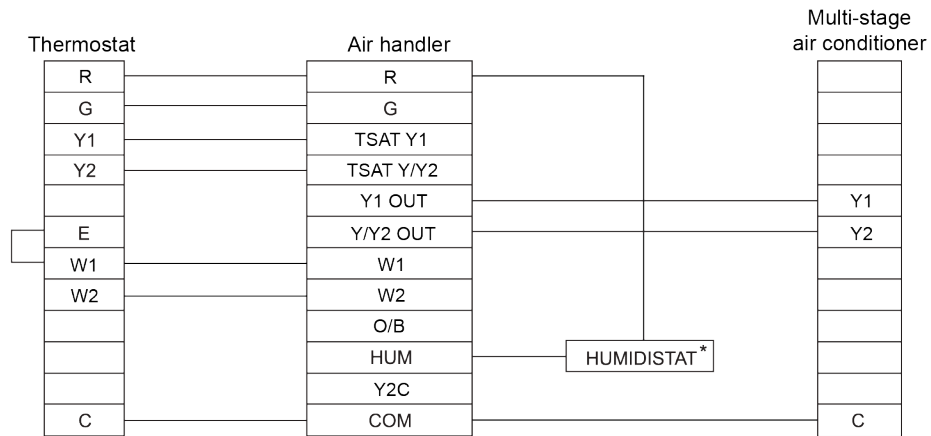 Multi-stage
Thermostat Air handler air conditioner
R R
G G
Y1 TSAT Y1
Y2 TSAT Y/Y2
Y1 OUT Y1
E Y/Y2 OUT Y2
W1 W1
W2 W2
O/B
HUM HUMIDISTAT*
Y2C
C COM C